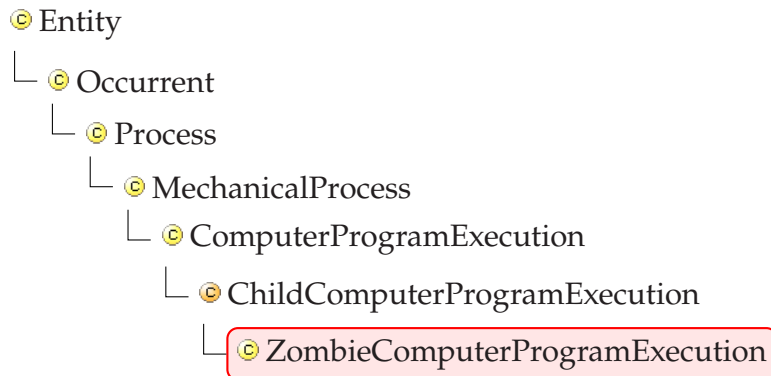 Entity
Occurrent
Process
MechanicalProcess
ComputerProgramExecution
ChildComputerProgramExecution
ZombieComputerProgramExecution